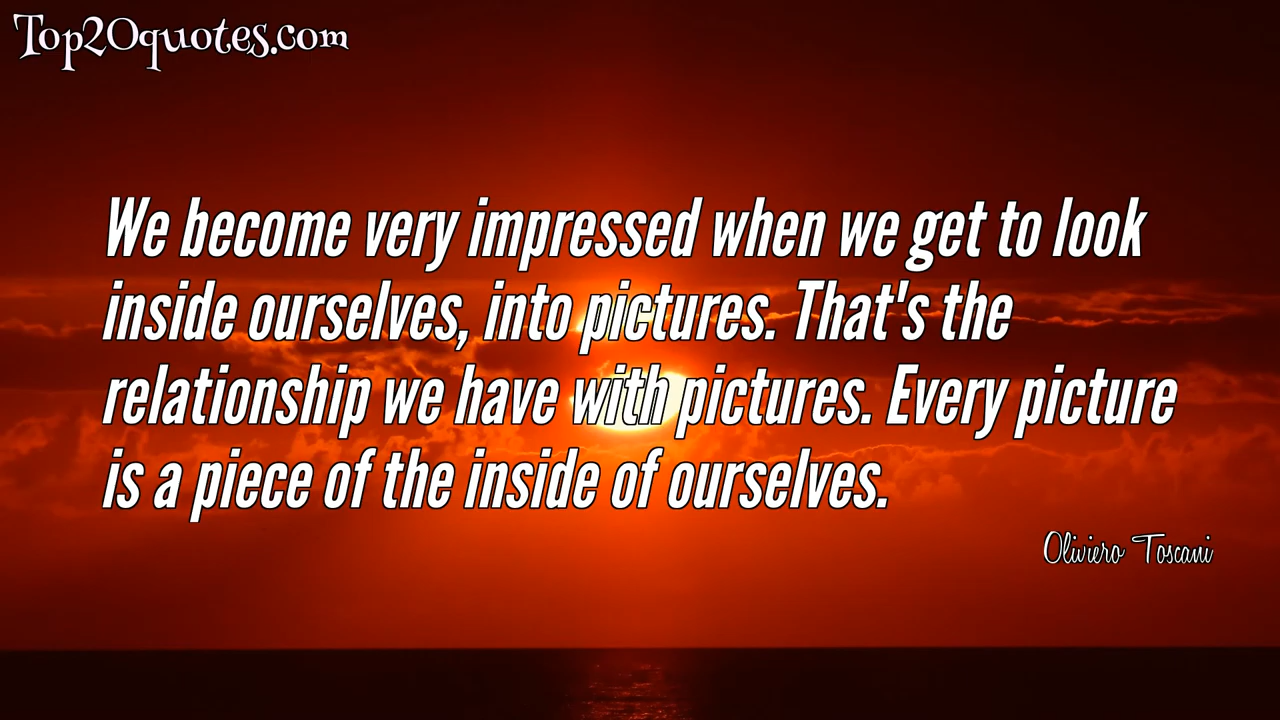 Top20quotes.com
We become very impressed when we get to look
inside ourselves, into pictures. That's the
relationship we have with pictures. Every picture
is a piece of the inside of ourselves.
Oliviero Toscani